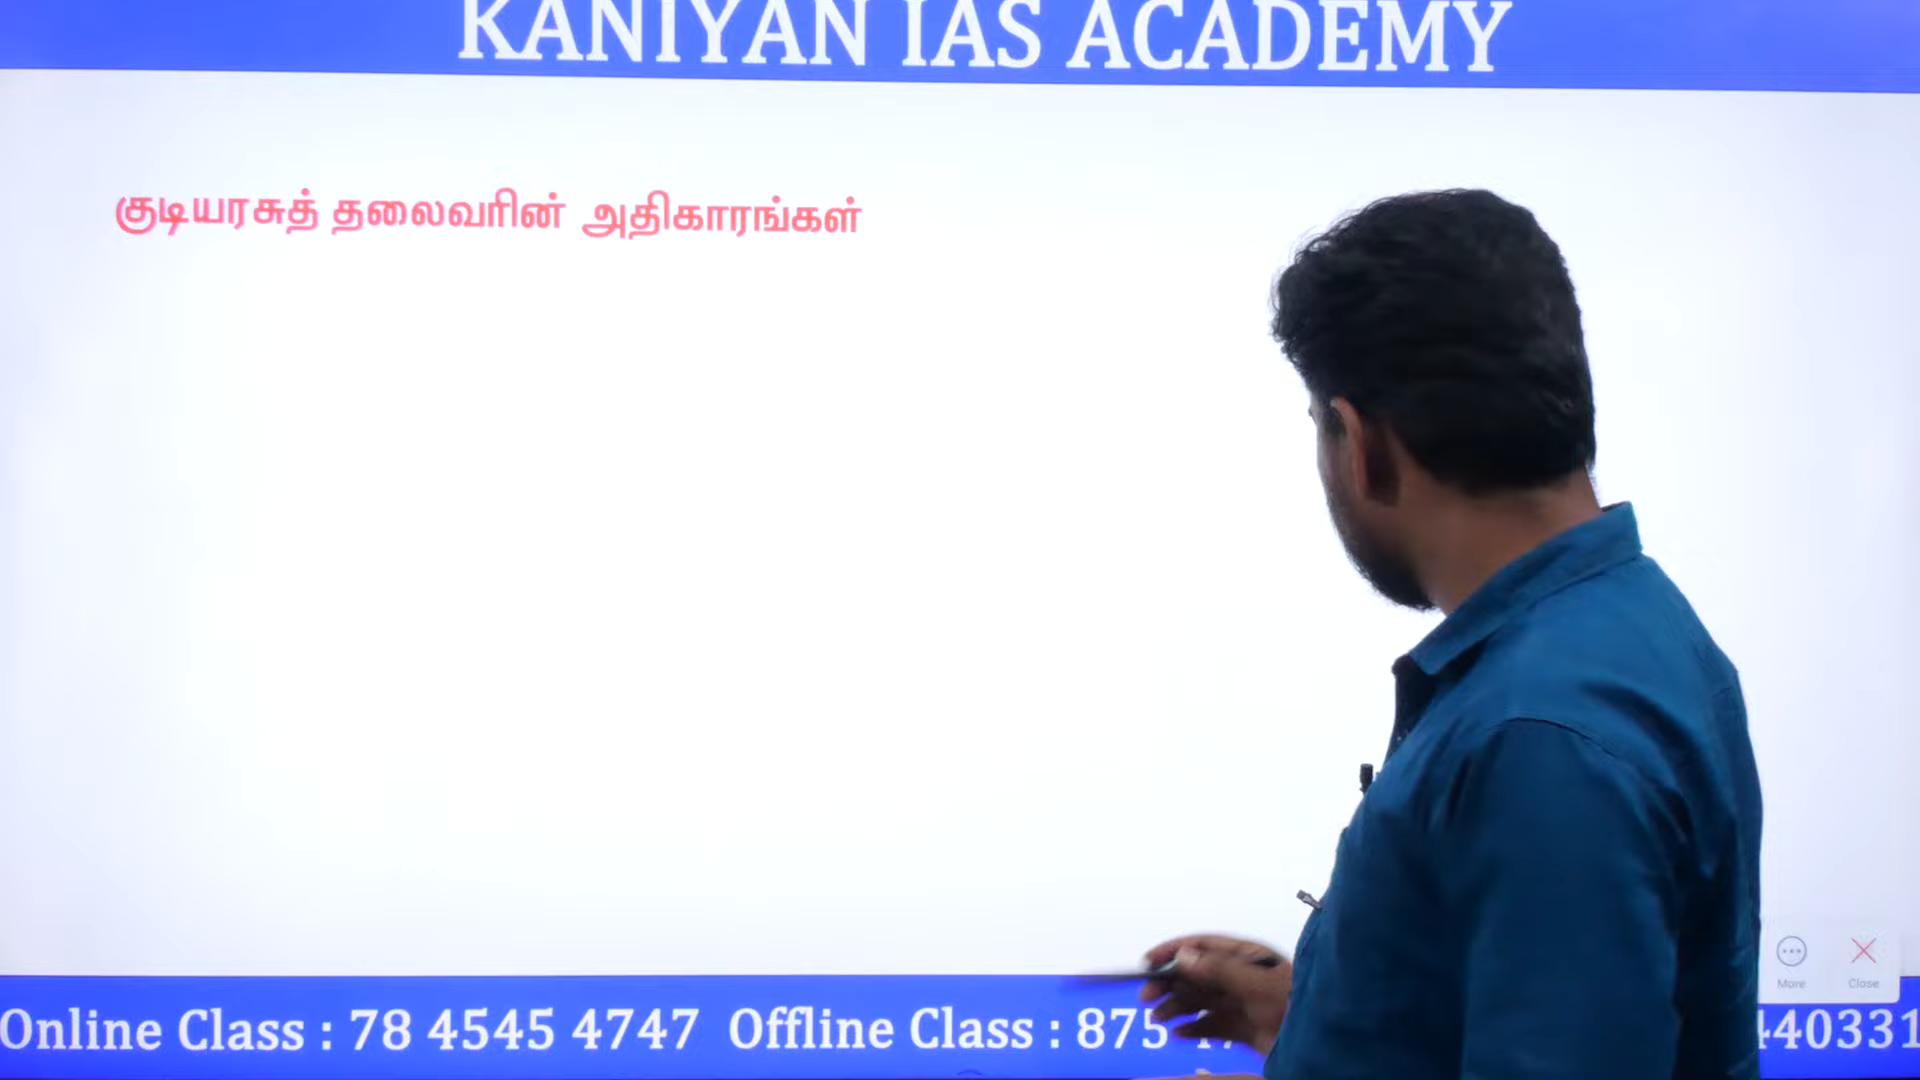 KANIYAN IAS ACADEMY
குடியரசுத் தலைவரின் அதிகாரங்கள்
More Close
Online Class : 78 4545 4747 Offline Class : 875